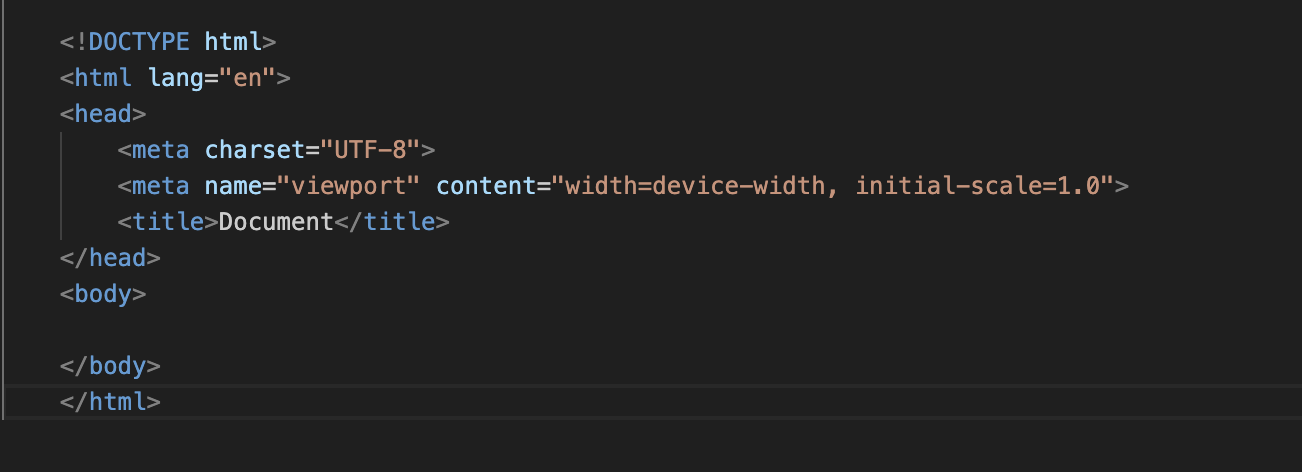 <!DOCTYPE html>
<html lang="en">
<head>
    <meta charset="UTF-8">
    <meta name="viewport" content="width=device-width, initial-scale=1.0">
    <title>Document</title>
</head>
<body>

</body>
</html>